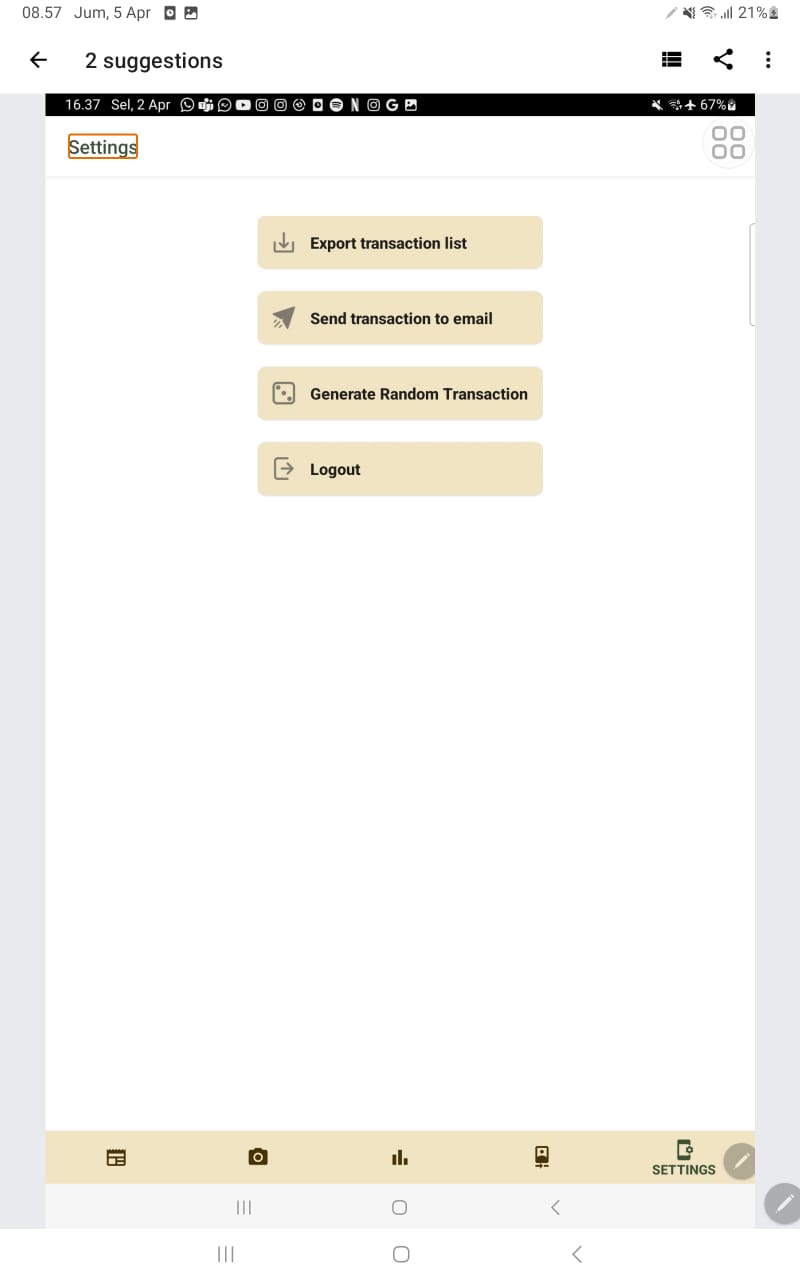 08.57 Jum, 5 Apr 21%
2 suggestions
16.37 Sel, 2 Apr 67%
Settings
Export transaction list
Send transaction to email
Generate Random Transaction
Logout
SETTINGS